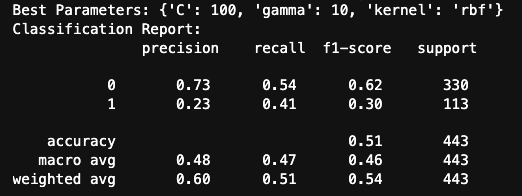 Best Parameters: {'C': 100, 'gamma': 10, 'kernel': 'rbf'}
Classification Report:
              precision    recall  f1-score   support

           0       0.73      0.54      0.62       330
           1       0.23      0.41      0.30       113

    accuracy                           0.51       443
   macro avg       0.48      0.47      0.46       443
weighted avg       0.60      0.51      0.54       443